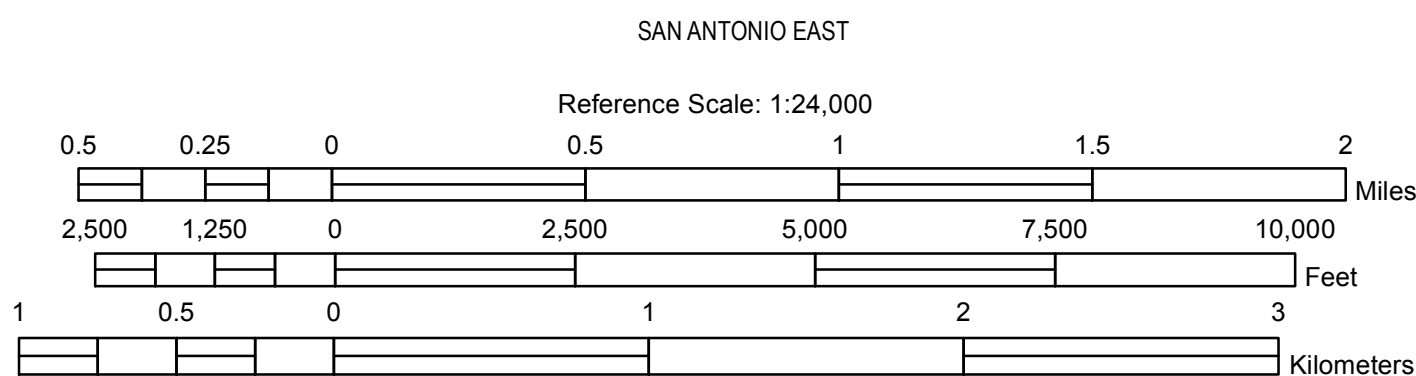 SAN ANTONIO EAST
Reference Scale: 1:24,000
0.5 0.25 0 0.5 1 1.5 2
Miles
2,500 1,250 0 2,500 5,000 7,500 10,000
Feet
1 0.5 0 1 2 3
Kilometers